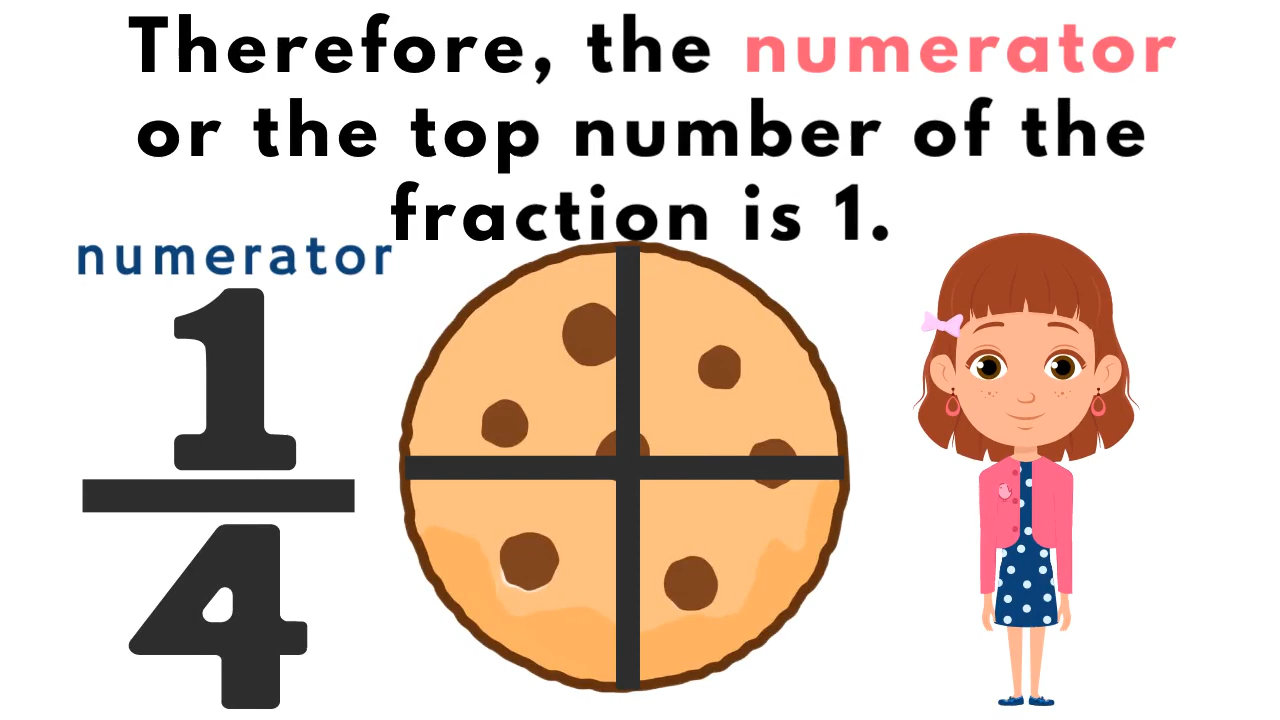 Therefore, the numerator
or the top number of the
fraction is 1.
numerator
1
4